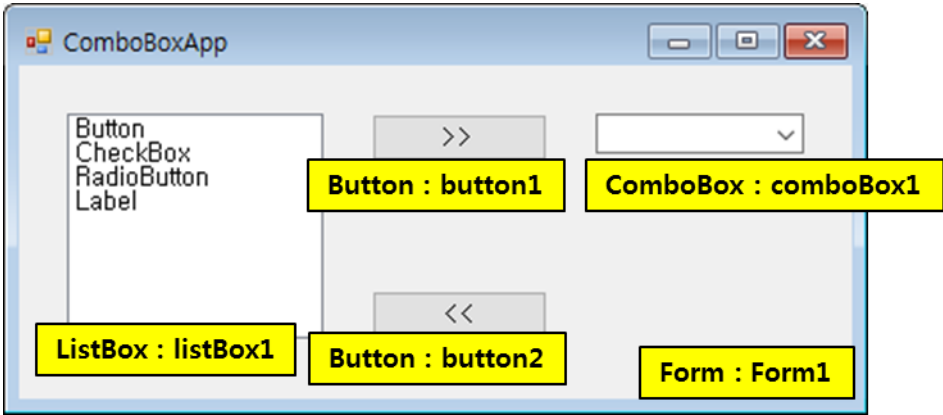 ComboBoxApp
Button
CheckBox
RadioButton
Label
>>
Button : button1
ComboBox : comboBox1
<<
ListBox : listBox1
Button : button2
Form : Form1